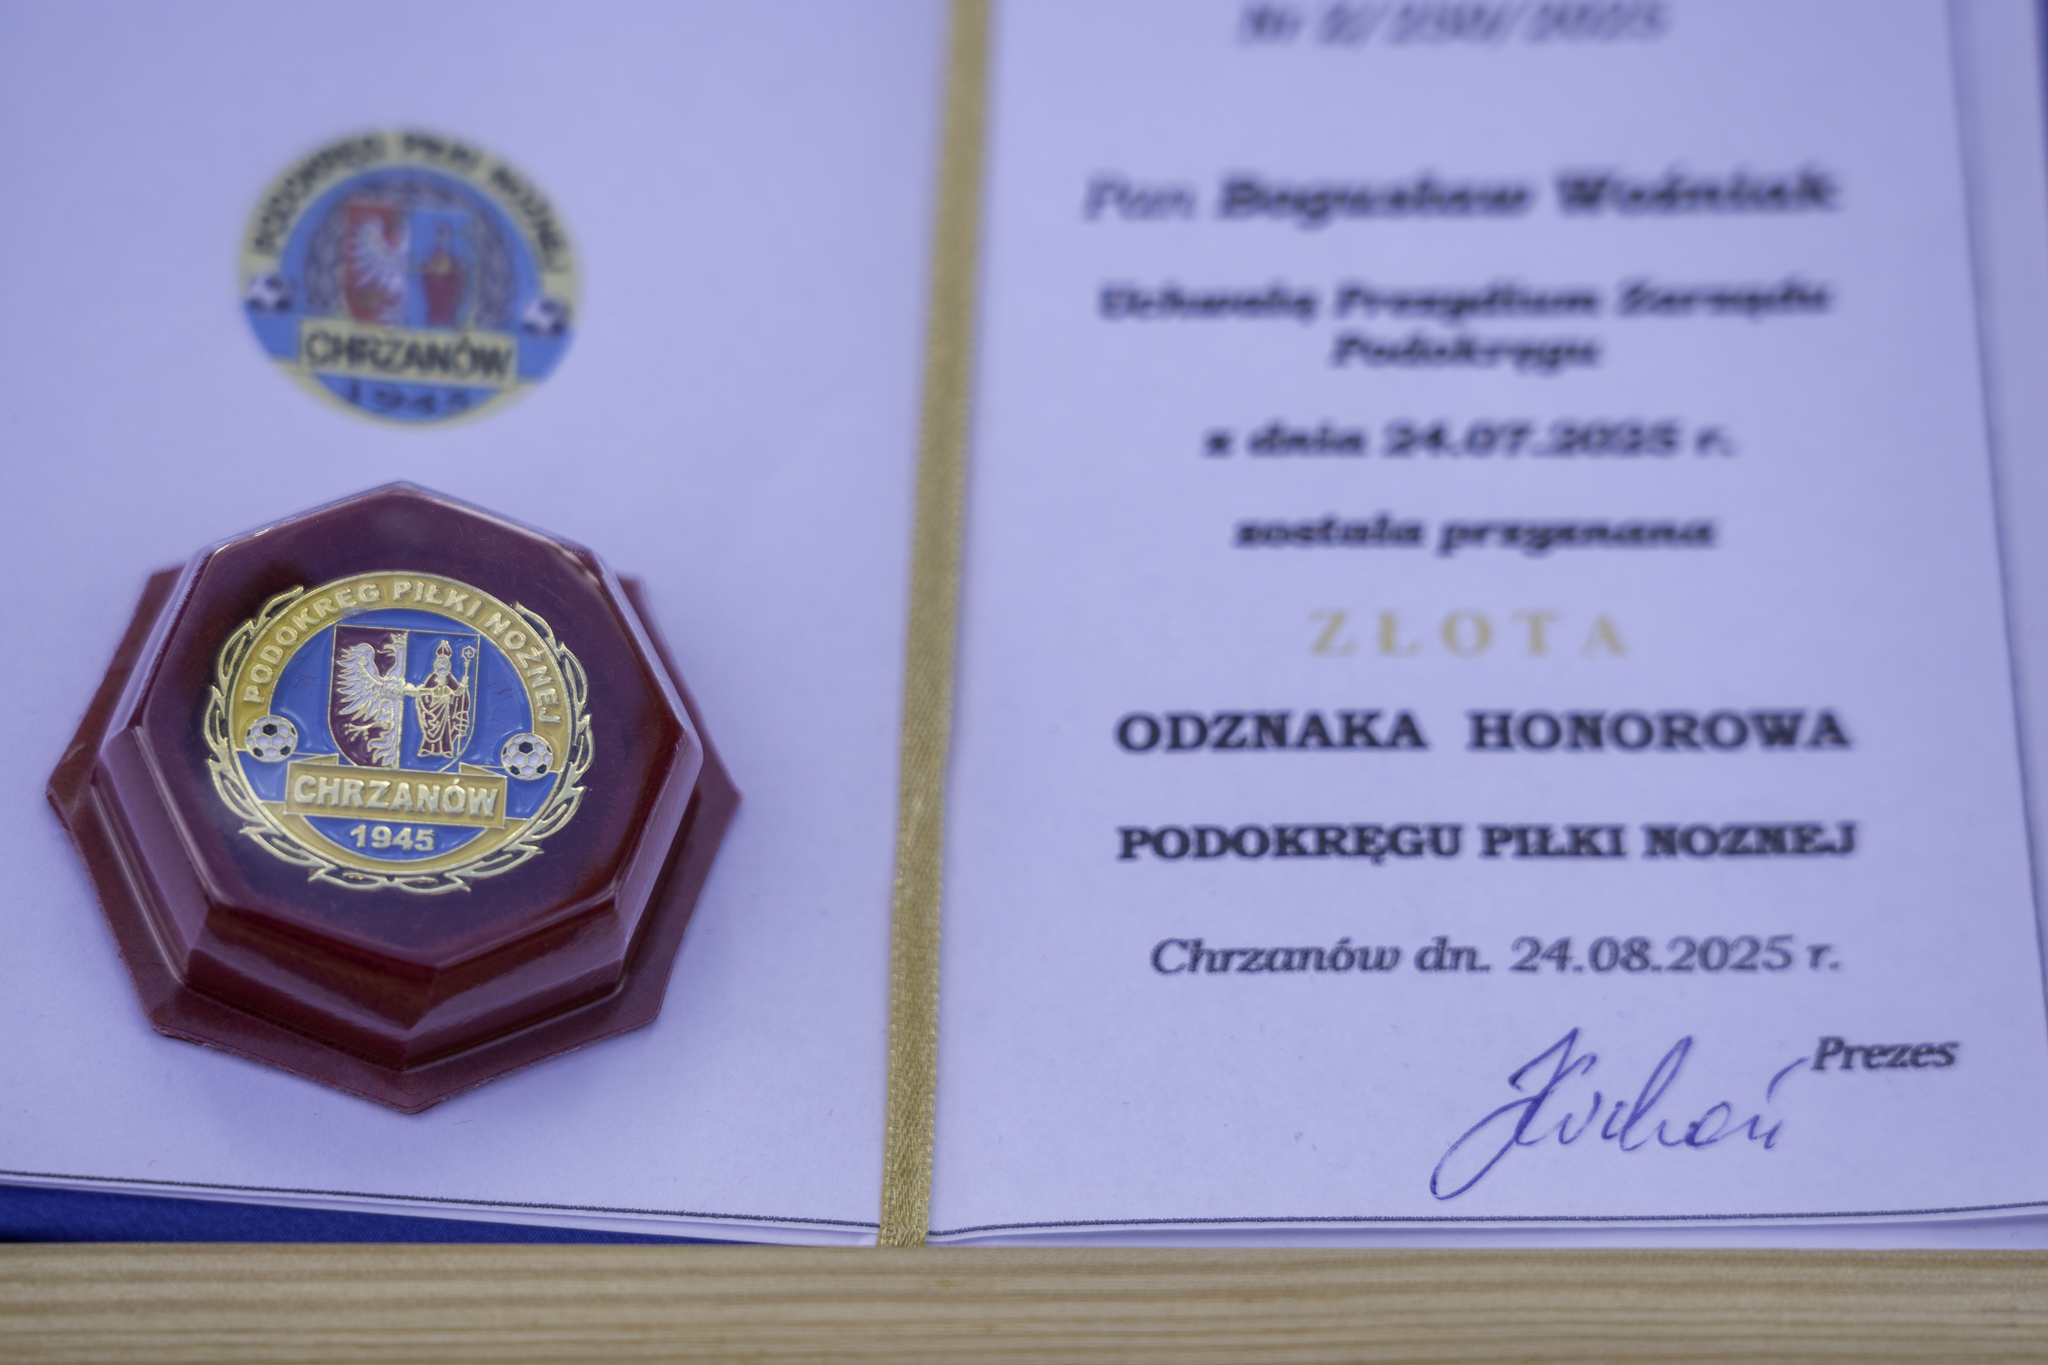 PODOKRĘG PIŁKI NOŻNEJ
CHRZANÓW
1945
PODOKRĘG PIŁKI NOŻNEJ
CHRZANÓW
1945
Pan Bogusław Woźniak
Uchwałą Prezydium Zarządu
Podokręgu
z dnia 24.07.2025 r.
została przyznana
ZŁOTA
ODZNAKA HONOROWA
PODOKRĘGU PIŁKI NOZNEJ
Chrzanów dn. 24.08.2025 r.
Prezes